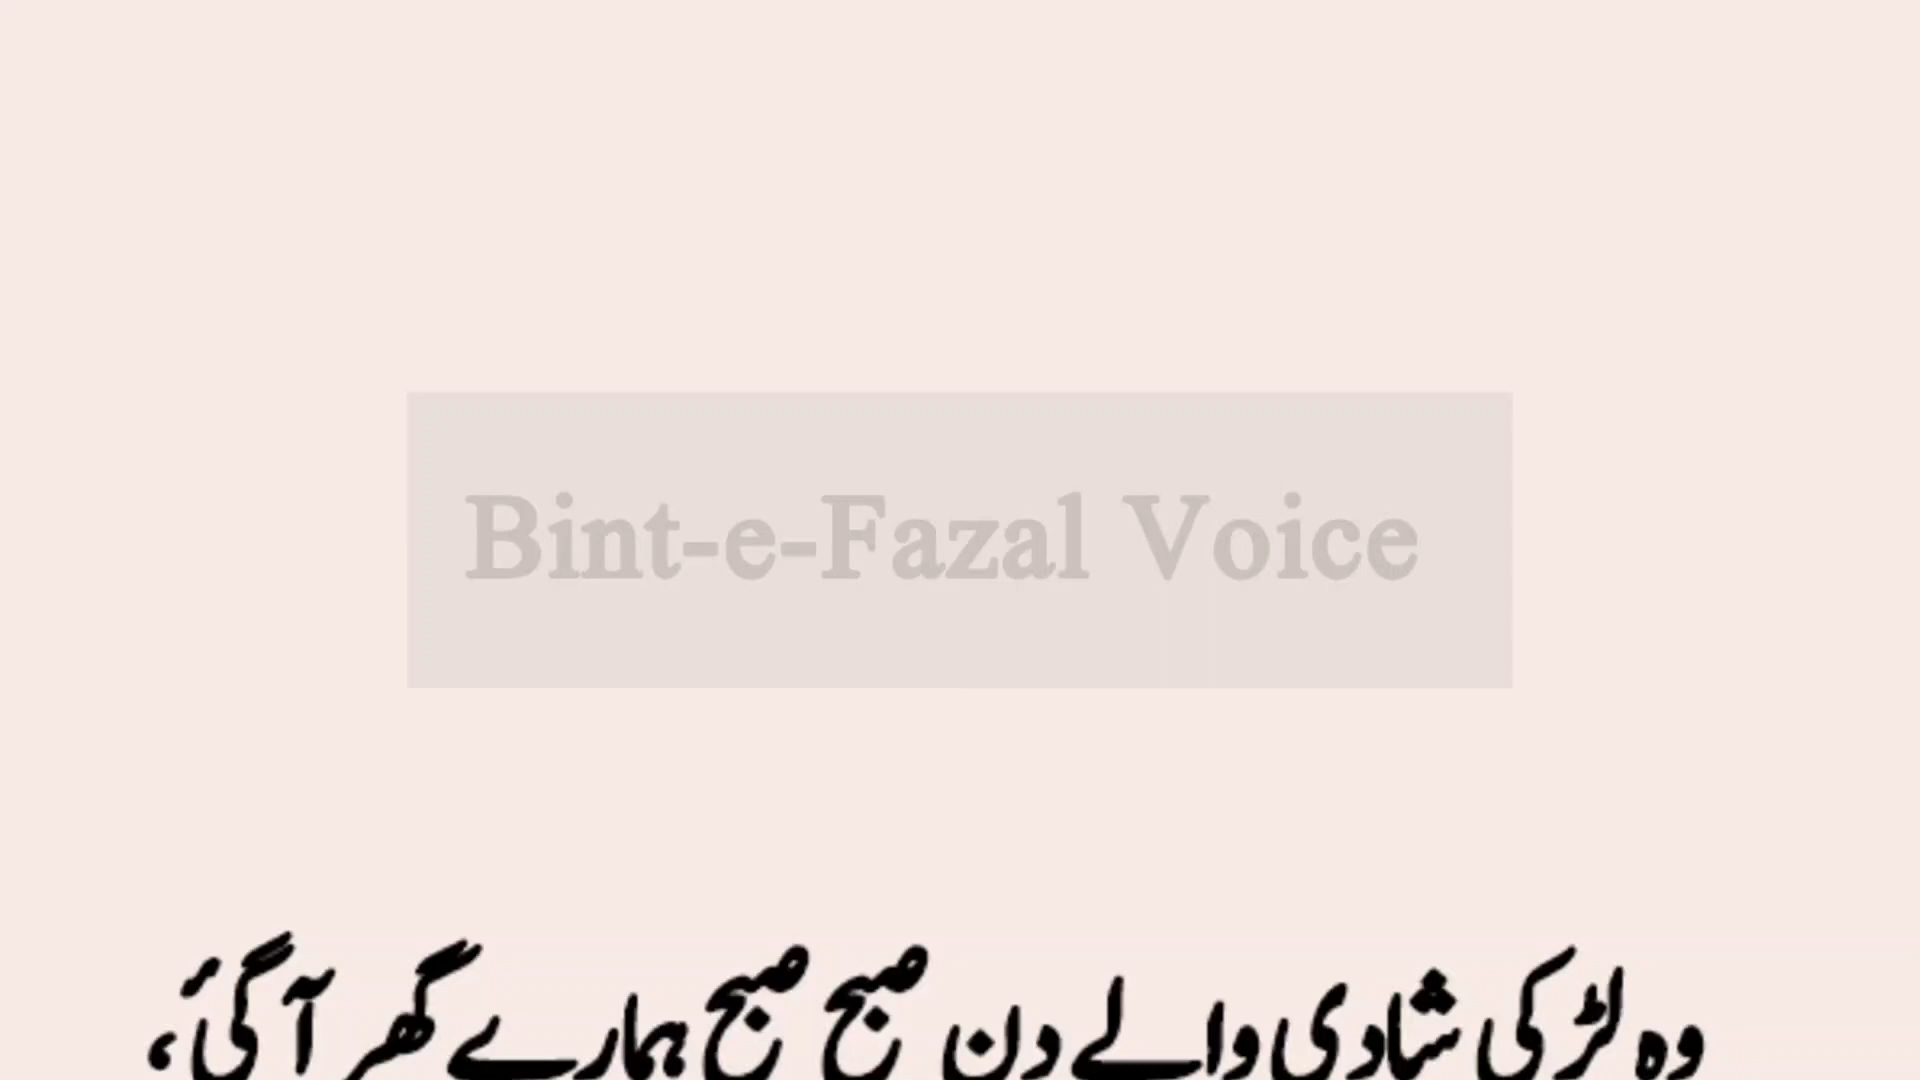 Bint-e-Fazal Voice
وہ لڑکی شادی والے دن صبح صبح ہمارے گھر آ گئی،